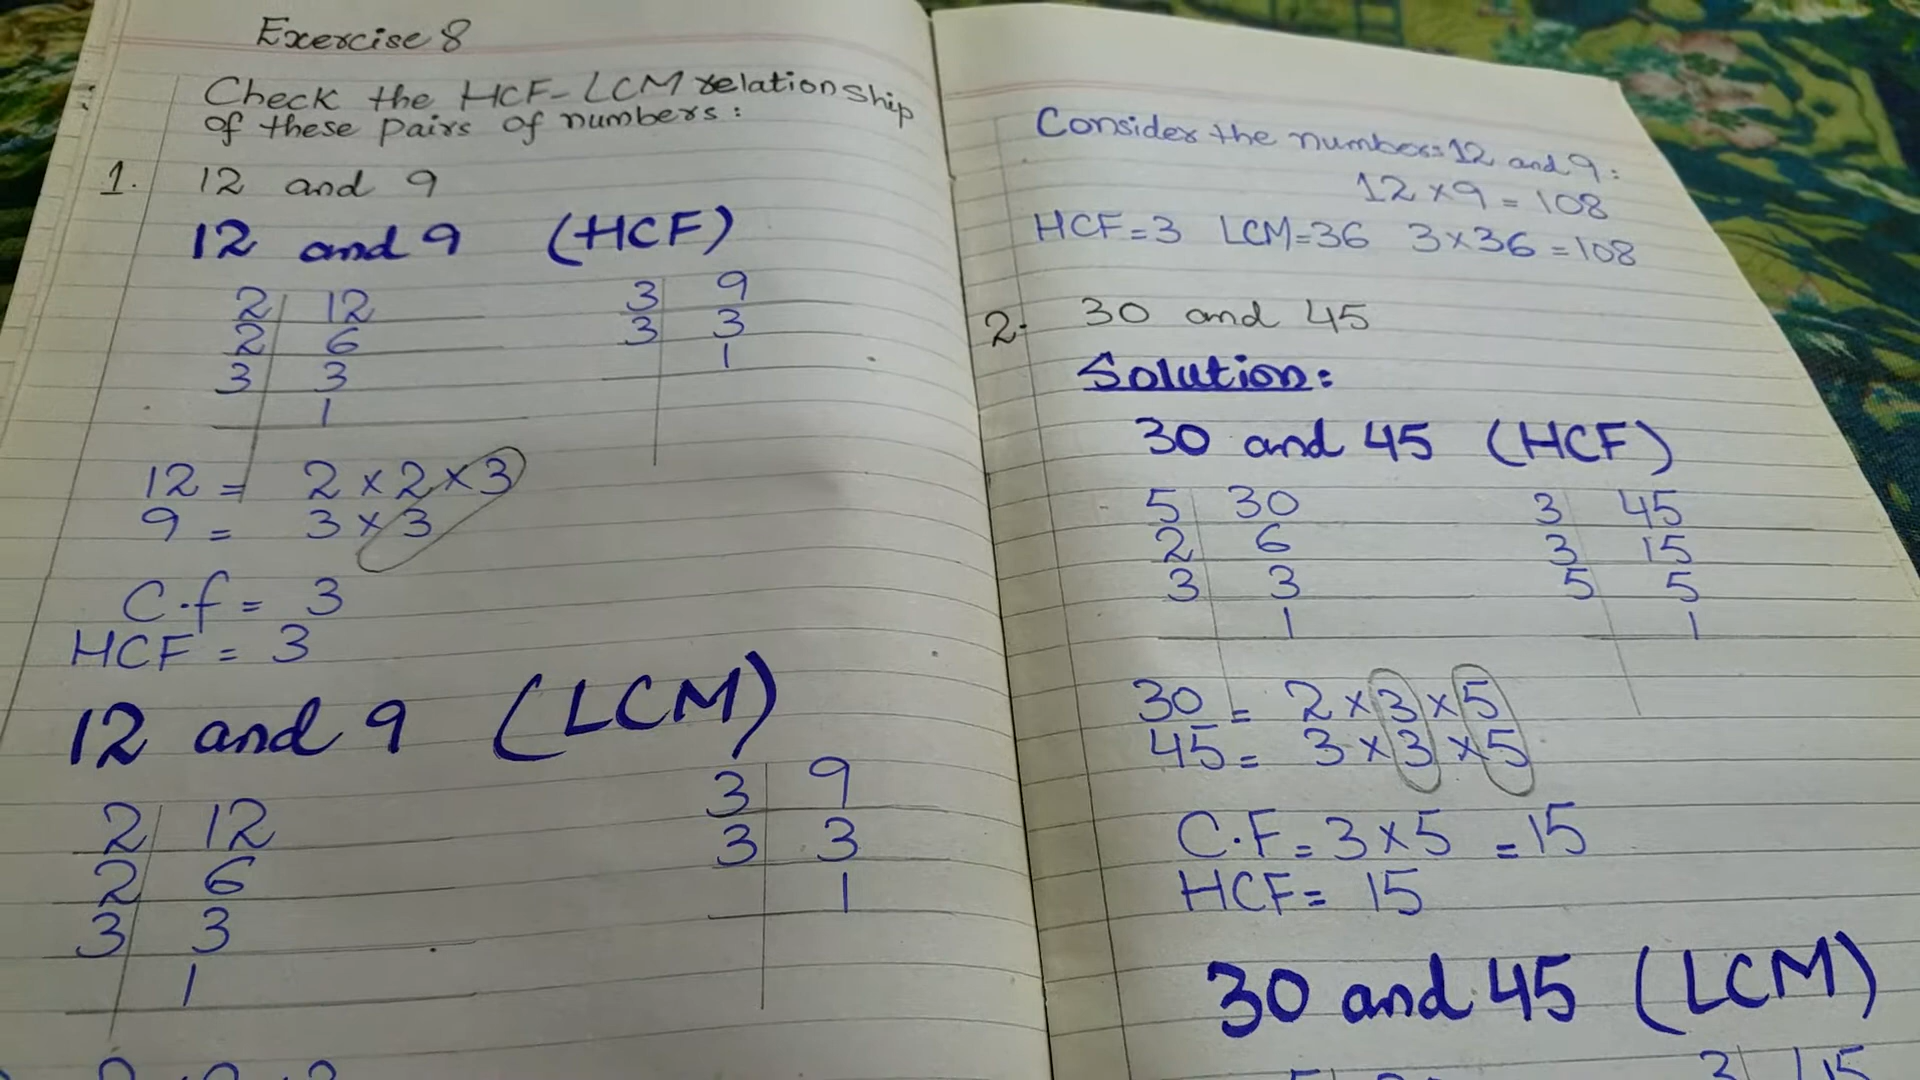 Exercise 8
Check the HCF-LCM relationship
of these pairs of numbers:
1. 12 and 9
12 and 9 (HCF)
2 12 3 9
2 6 3 3
3 3 1
1
12 = 2 × 2 × 3
9 = 3 × 3
C.f = 3
HCF = 3
12 and 9 (LCM)
2 12 3 9
2 6 3 3
3 3 1
1
Consider the numbers 12 and 9:
12 × 9 = 108
HCF = 3 LCM = 36 3 × 36 = 108
2. 30 and 45
Solution:
30 and 45 (HCF)
5 30 3 45
2 6 3 15
3 3 5 5
1 1
30 = 2 × 3 × 5
45 = 3 × 3 × 5
C.F = 3 × 5 = 15
HCF = 15
30 and 45 (LCM)